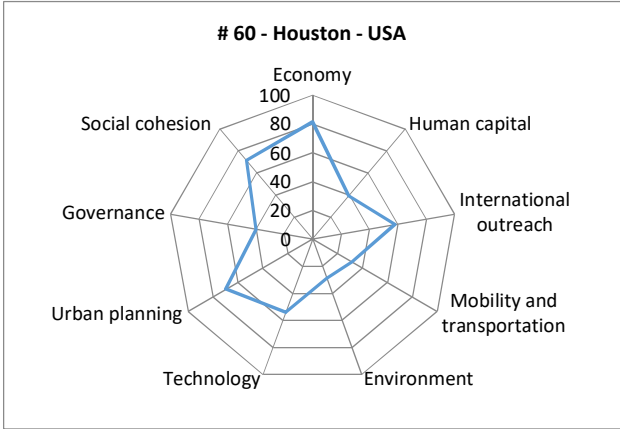 # 60 - Houston - USA
Economy
100
80
60
40
20
0
Human capital
International
outreach
Mobility and
transportation
Environment
Technology
Urban planning
Governance
Social cohesion